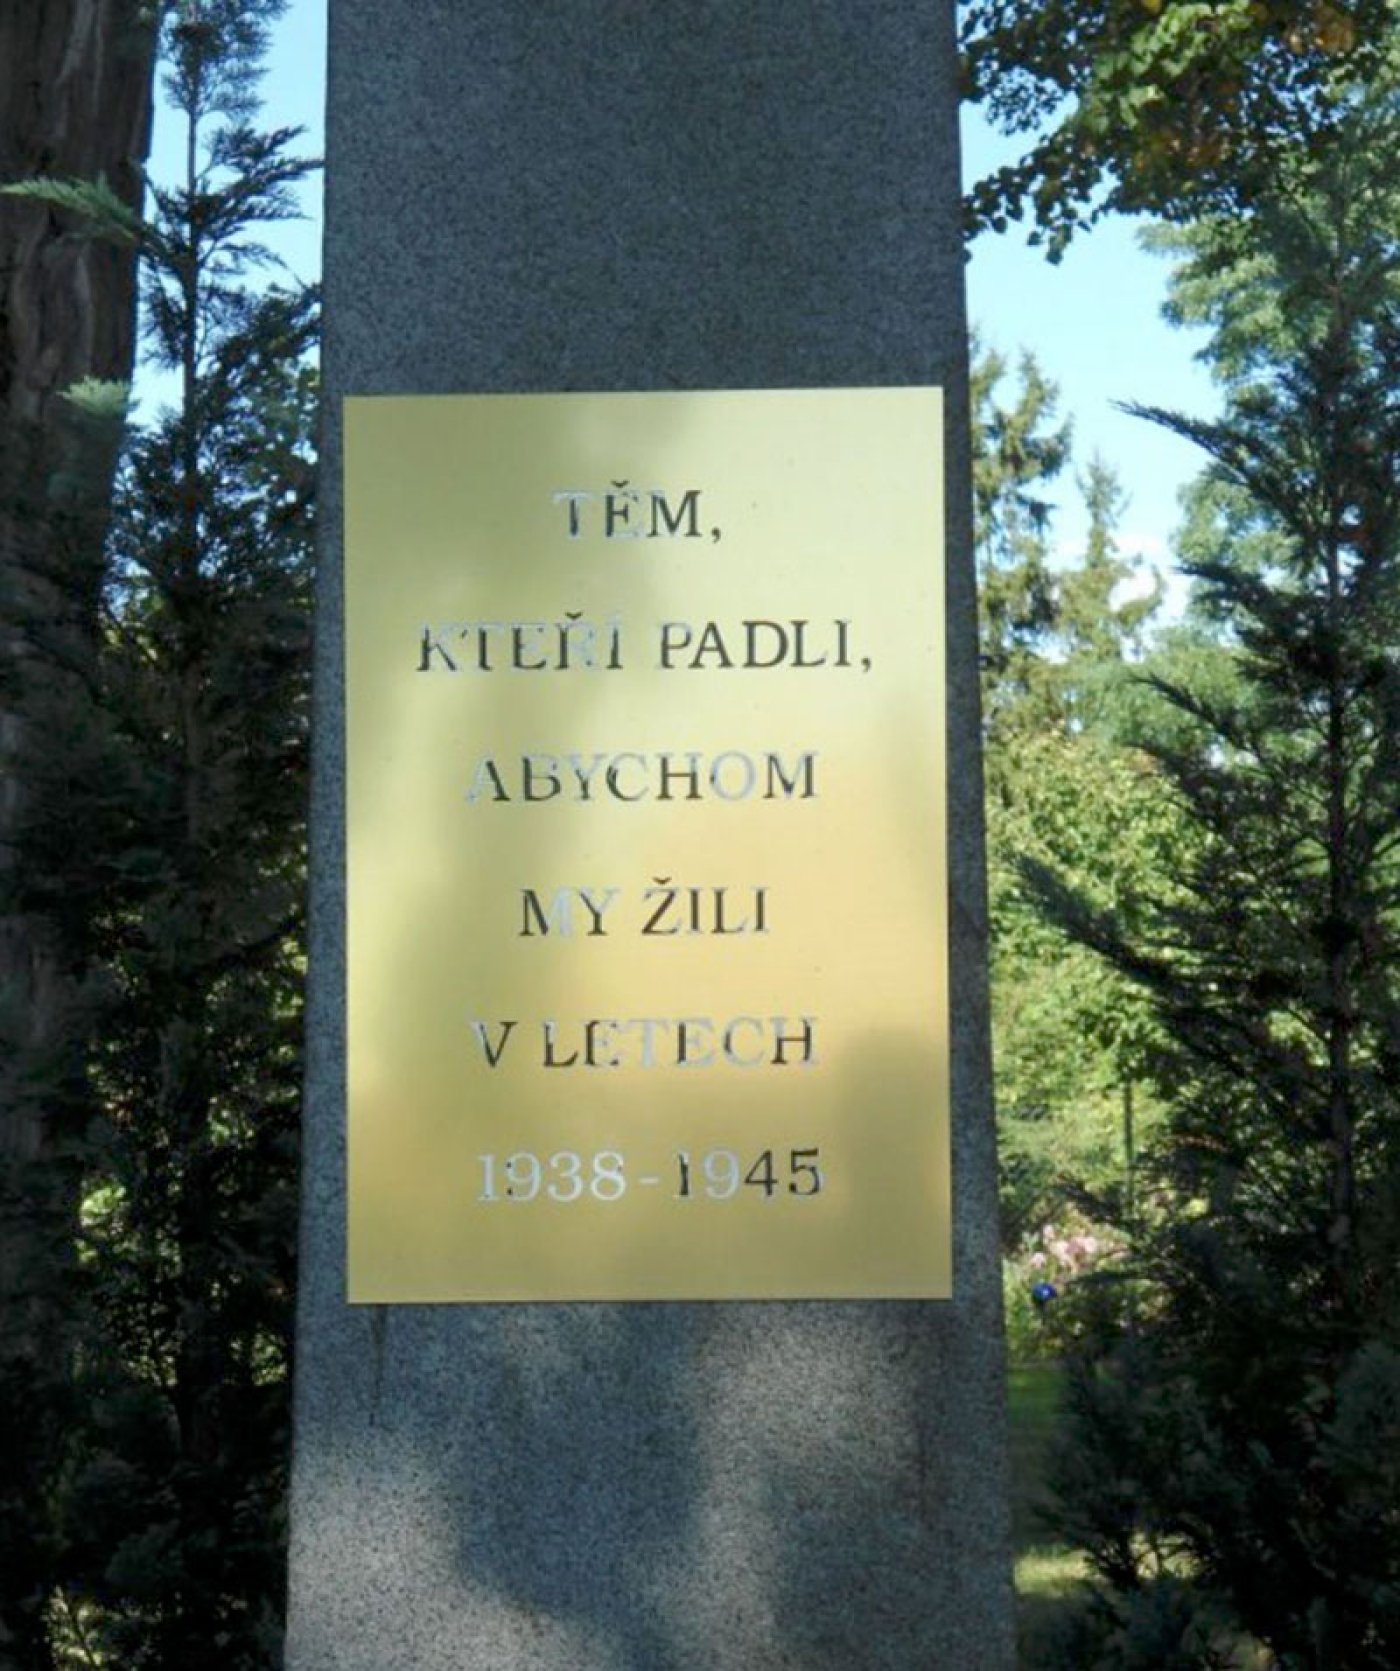 TĚM,
KTEŘÍ PADLI,
ABYCHOM
MY ŽILI
V LETECH
1938-1945